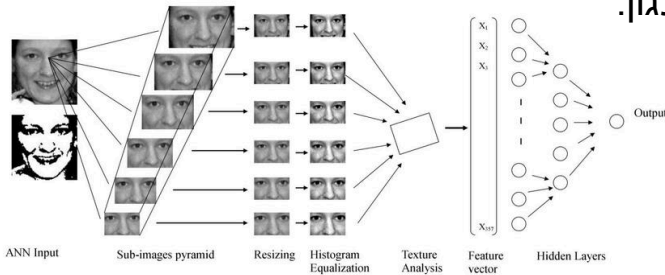 .גון
X1
X2
X3
X357
Output
ANN Input
Sub-images pyramid
Resizing
Histogram
Equalization
Texture
Analysis
Feature
vector
Hidden Layers